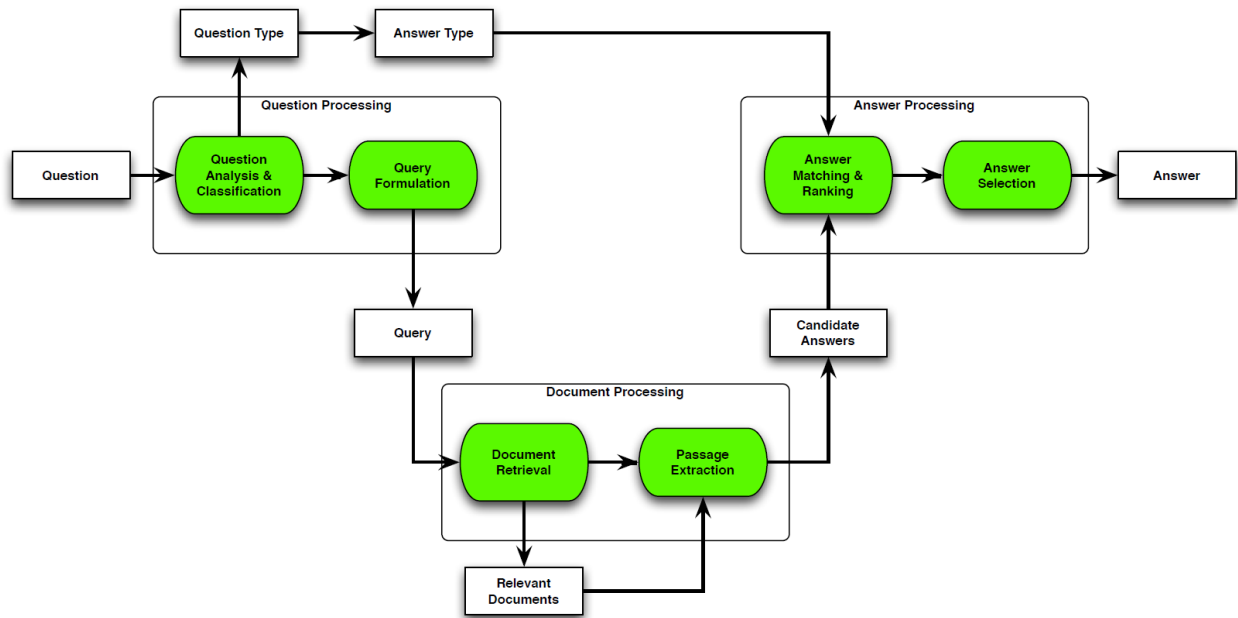 Question Type
Answer Type
Question Processing
Answer Processing
Question
Question
Analysis &
Classification
Query
Formulation
Answer
Matching &
Ranking
Answer
Selection
Answer
Query
Candidate
Answers
Document Processing
Document
Retrieval
Passage
Extraction
Relevant
Documents